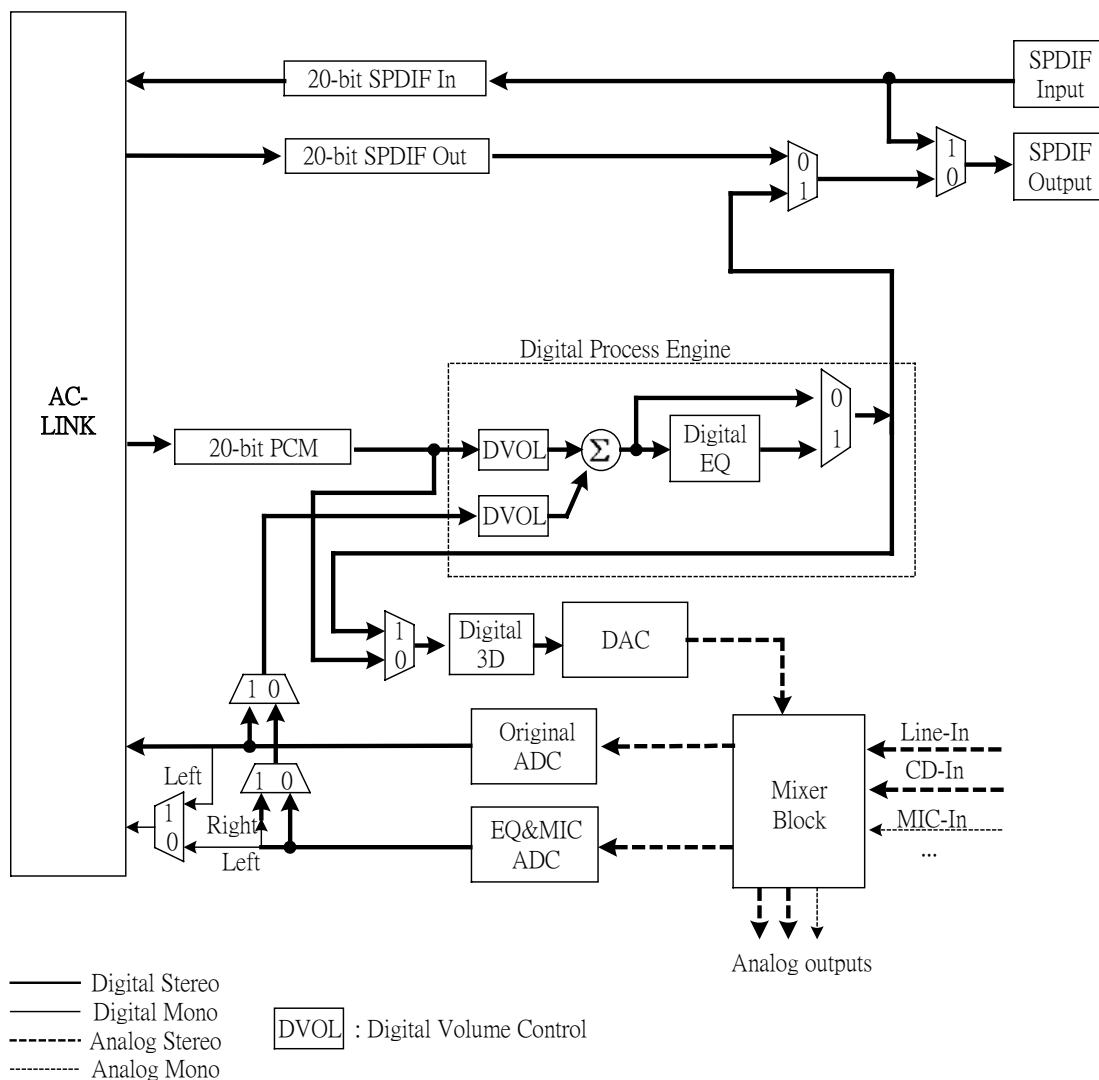 20-bit SPDIF In
SPDIF
Input
20-bit SPDIF Out
0
1
1
0
SPDIF
Output
Digital Process Engine
AC-
LINK
20-bit PCM
DVOL
Σ
Digital
EQ
0
1
DVOL
1
0
Digital
3D
DAC
1 0
Original
ADC
Mixer
Block
Line-In
CD-In
MIC-In
...
Left
1 0
1
0
Right
Left
EQ&MIC
ADC
Analog outputs
Digital Stereo
Digital Mono
Analog Stereo
Analog Mono
DVOL : Digital Volume Control